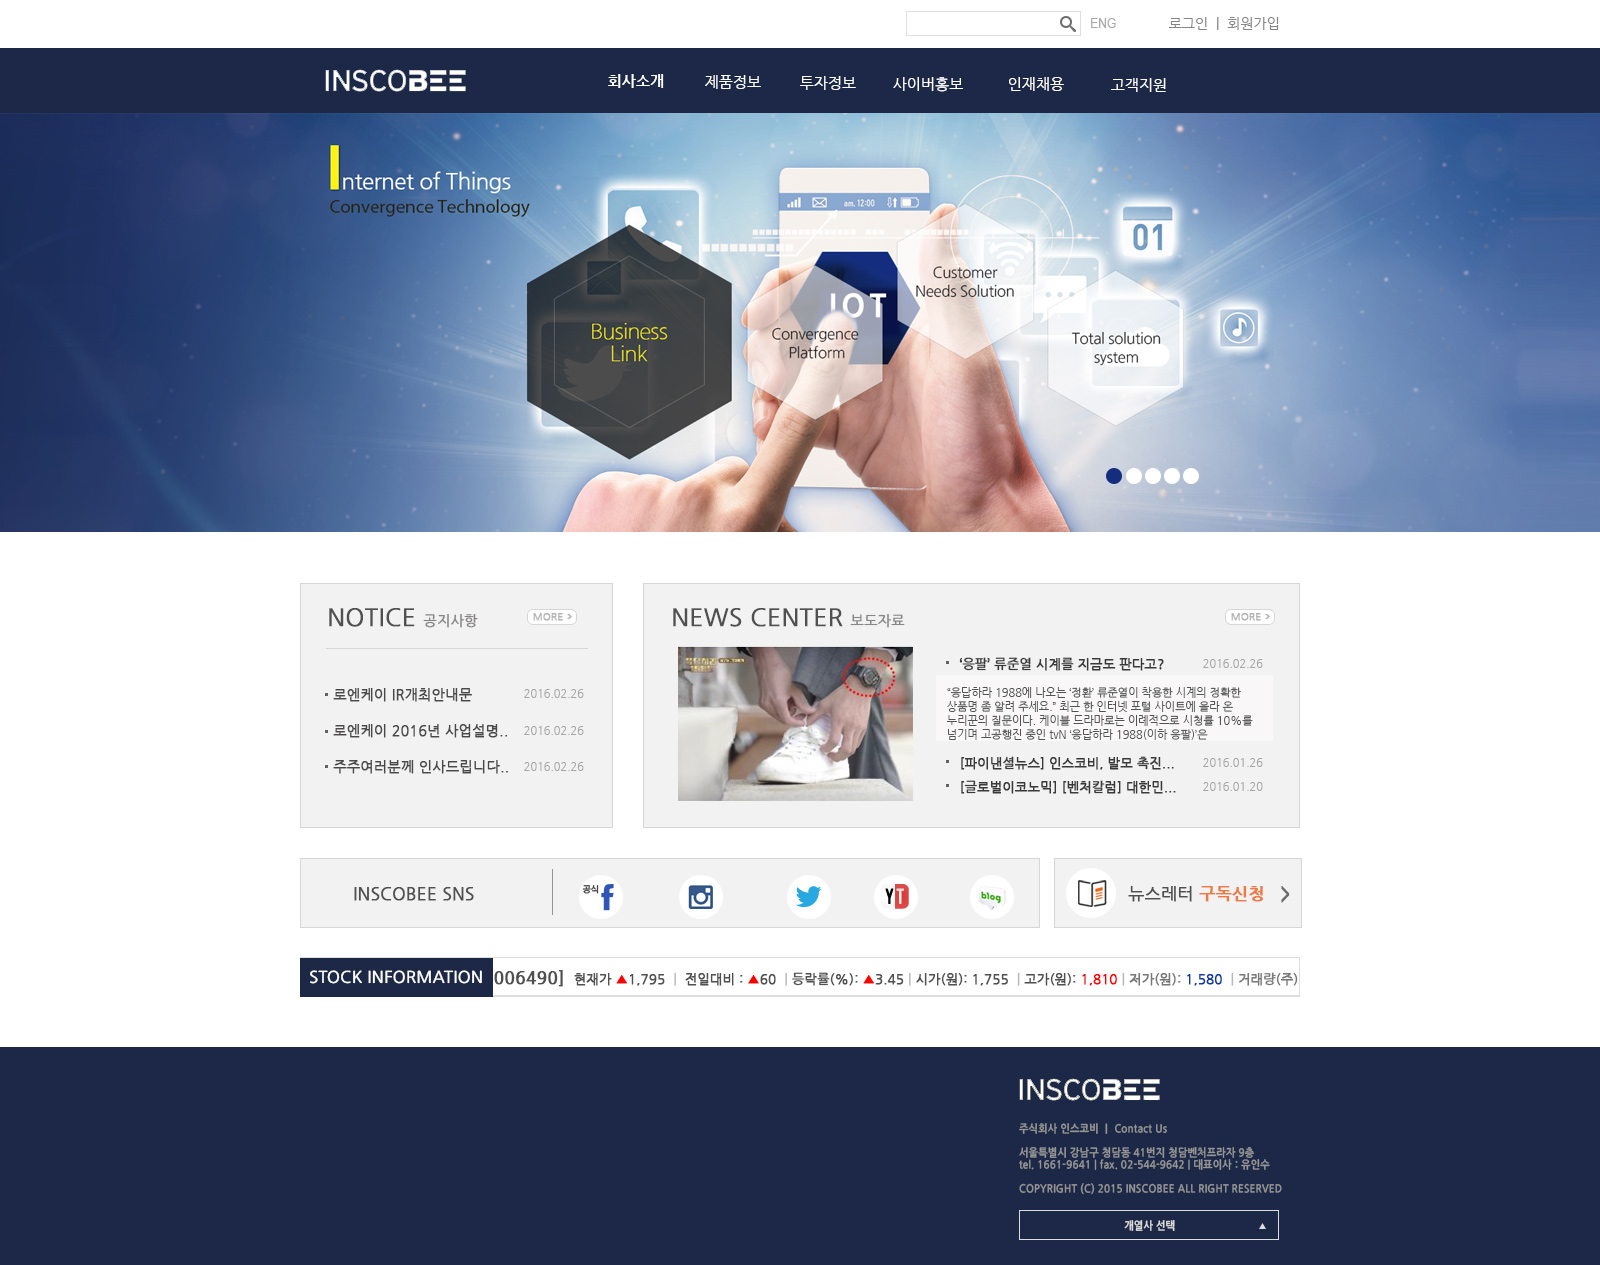 ENG
로그인 | 회원가입
INSCOBEE
회사소개 제품정보 투자정보 사이버홍보 인재채용 고객지원
Internet of Things
Convergence Technology
am. 12:00
01
IOT
Customer
Needs Solution
Business
Link
Convergence
Platform
Total solution
system
NOTICE 공지사항
MORE >
로엔케이 IR개최안내문 2016.02.26
로엔케이 2016년 사업설명.. 2016.02.26
주주여러분께 인사드립니다.. 2016.02.26
NEWS CENTER 보도자료
MORE >
‘응팔’ 류준열 시계를 지금도 판다고? 2016.02.26
“응답하라 1988에 나오는 ‘정환’ 류준열이 착용한 시계의 정확한
상품명 좀 알려 주세요.” 최근 한 인터넷 포털 사이트에 올라 온
누리꾼의 질문이다. 케이블 드라마로는 이례적으로 시청률 10%를
넘기며 고공행진 중인 tvN ‘응답하라 1988(이하 응팔)’은
[파이낸셜뉴스] 인스코비, 발모 촉진... 2016.01.26
[글로벌이코노믹] [벤처칼럼] 대한민... 2016.01.20
INSCOBEE SNS
공식 f
YT
blog
뉴스레터 구독신청 >
STOCK INFORMATION 006490] 현재가 ▲1,795 | 전일대비 : ▲60 | 등락률(%): ▲3.45 | 시가(원): 1,755 | 고가(원): 1,810 | 저가(원): 1,580 | 거래량(주)
INSCOBEE
주식회사 인스코비 | Contact Us
서울특별시 강남구 청담동 41번지 청담벤처프라자 9층
tel. 1661-9641 | fax. 02-544-9642 | 대표이사 : 유인수
COPYRIGHT (C) 2015 INSCOBEE ALL RIGHT RESERVED
개열사 선택 ▲